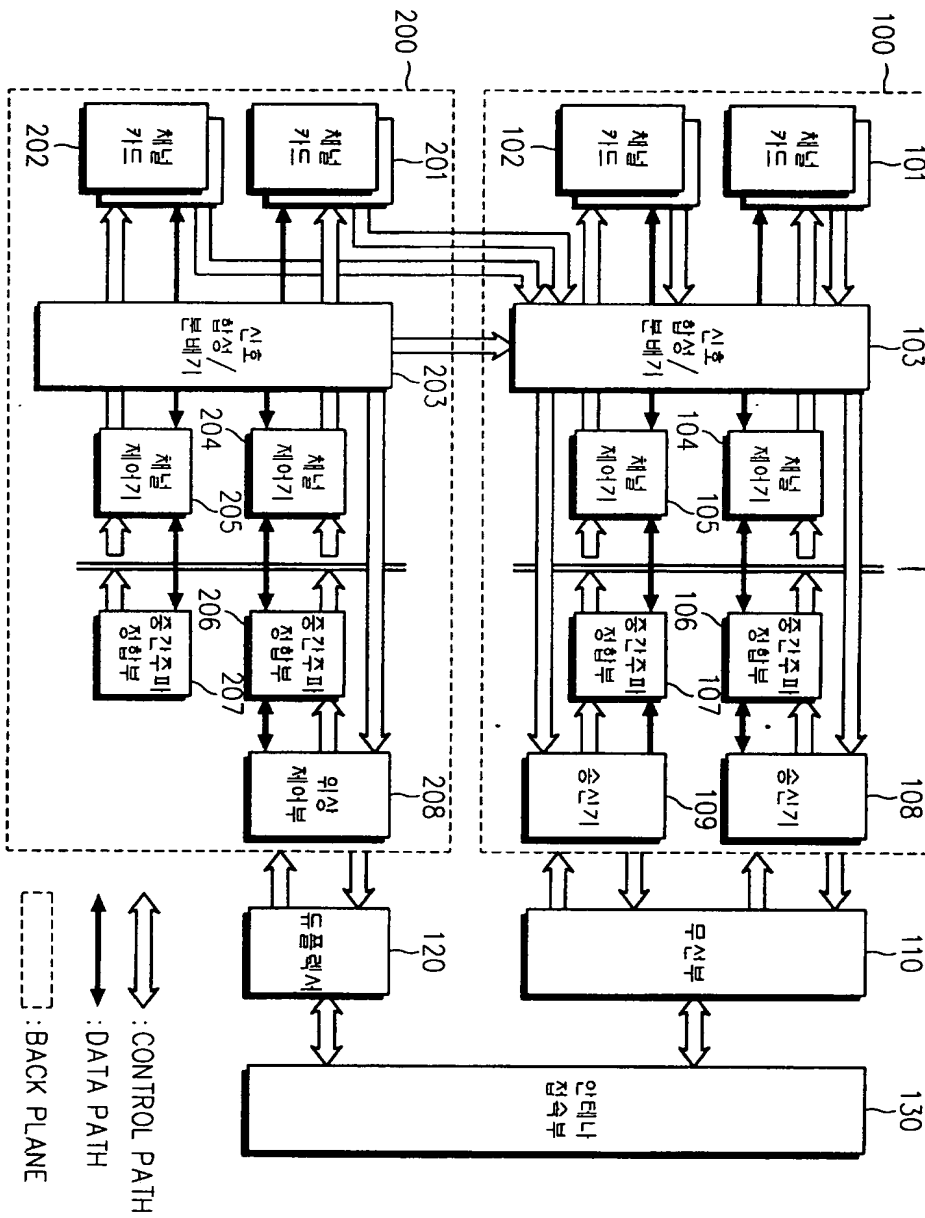 100
101
채널
카드
102
채널
카드
103
신호
합성/
분배기
104
채널
제어기
105
채널
제어기
106
중간주파
정합부
107
중간주파
정합부
108
송신기
109
송신기
110
무선부
130
안테나
접속부
200
201
채널
카드
202
채널
카드
203
신호
합성/
분배기
204
채널
제어기
205
채널
제어기
206
중간주파
정합부
207
중간주파
정합부
208
위상
제어부
120
듀플렉서
:CONTROL PATH
:DATA PATH
:BACK PLANE